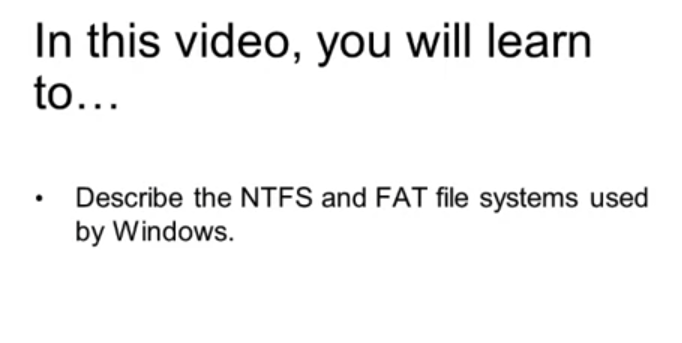 In this video, you will learn
to…
• Describe the NTFS and FAT file systems used
by Windows.